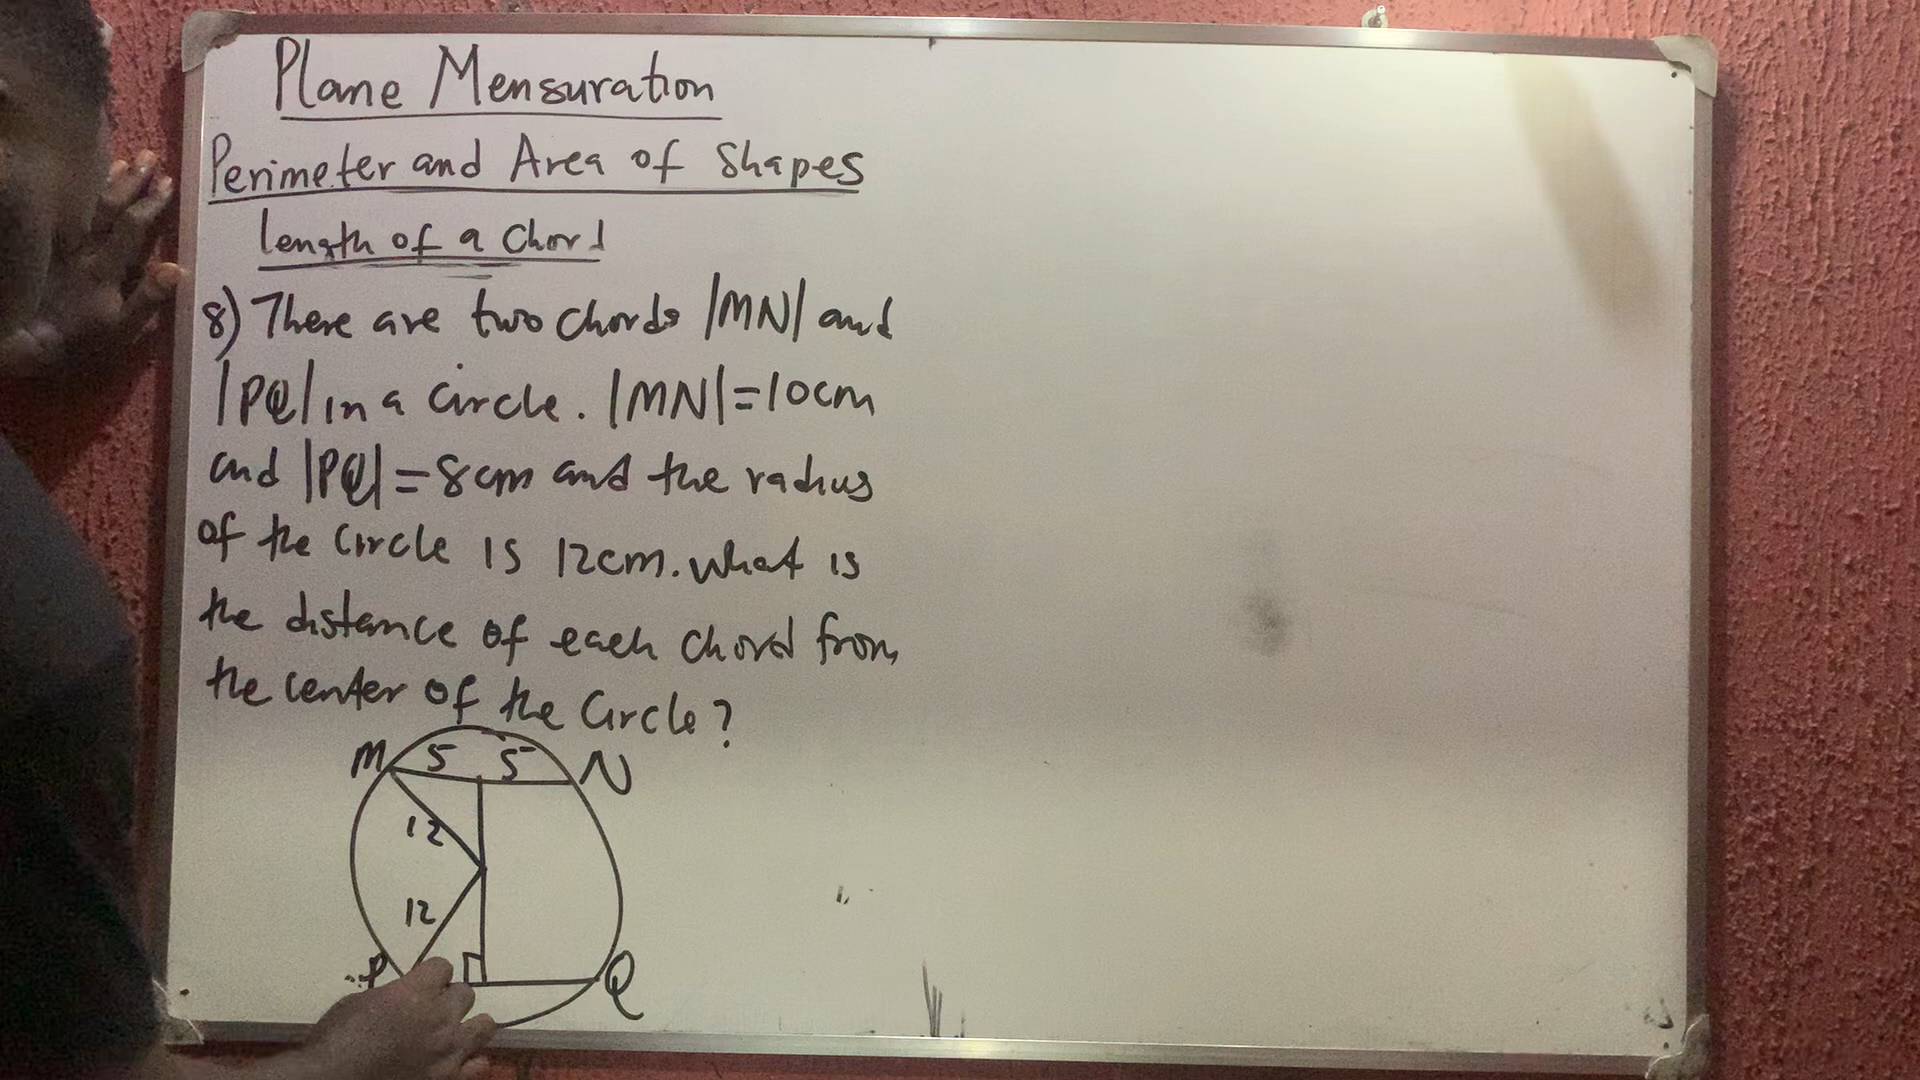 Plane Mensuration
Perimeter and Area of Shapes
Length of a Chord
8) There are two chords |MN| and
|PQ| in a circle. |MN|=10cm
and |PQ|=8cm and the radius
of the circle is 12cm. What is
the distance of each chord from
the center of the circle?
M 5 5 N
12
12
P Q